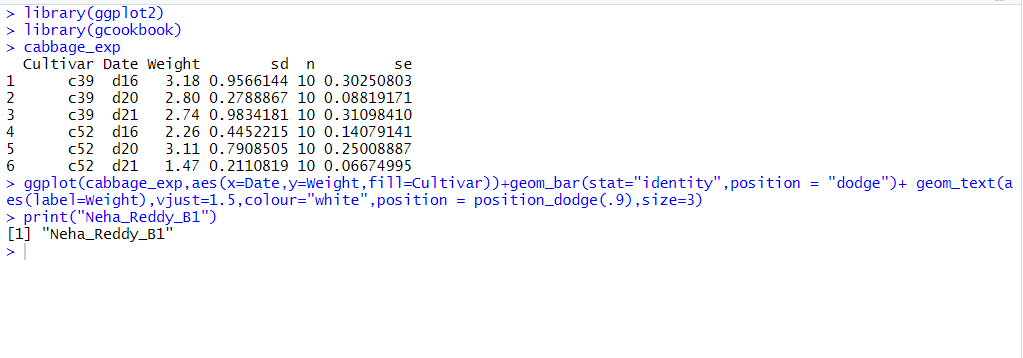 > library(ggplot2)
> library(gcookbook)
> cabbage_exp
  Cultivar Date Weight        sd  n         se
1      c39  d16   3.18 0.9566144 10 0.30250803
2      c39  d20   2.80 0.2788867 10 0.08819171
3      c39  d21   2.74 0.9834181 10 0.31098410
4      c52  d16   2.26 0.4452215 10 0.14079141
5      c52  d20   3.11 0.7908505 10 0.25008887
6      c52  d21   1.47 0.2110819 10 0.06674995
> ggplot(cabbage_exp,aes(x=Date,y=Weight,fill=Cultivar))+geom_bar(stat="identity",position = "dodge")+ geom_text(a
es(label=Weight),vjust=1.5,colour="white",position = position_dodge(.9),size=3)
> print("Neha_Reddy_B1")
[1] "Neha_Reddy_B1"
>